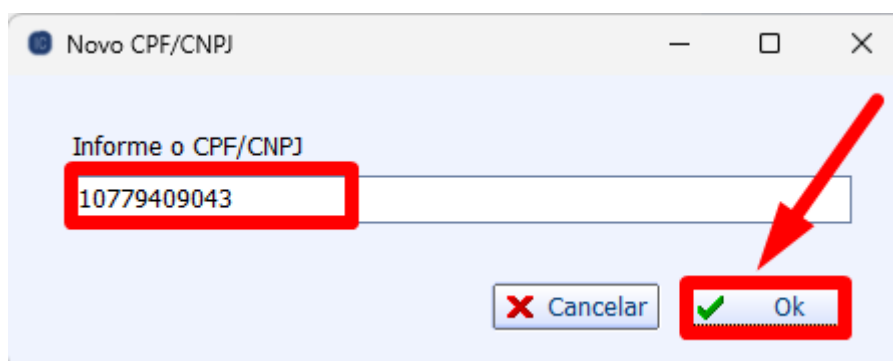 Novo CPF/CNPJ
Informe o CPF/CNPJ
10779409043
Cancelar
Ok